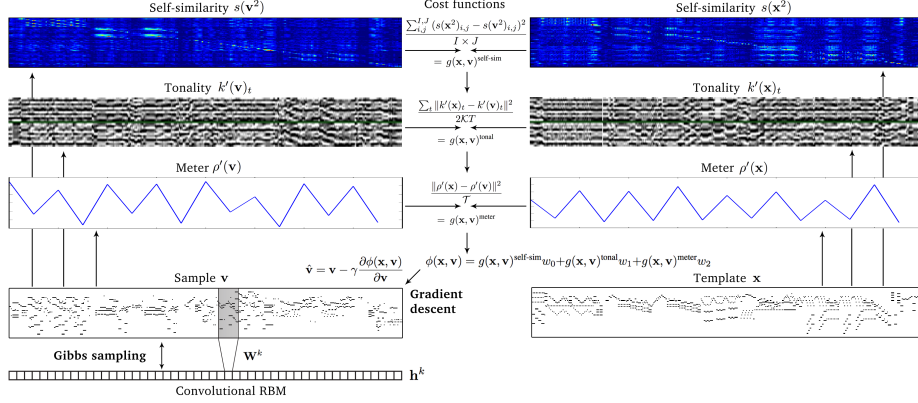 Self-similarity s(v²)
Cost functions
Self-similarity s(x²)
∑_{i,j}^{I,J} (s(x²)_{i,j} − s(v²)_{i,j})²
I × J
= g(x, v)^{self-sim}
Tonality k′(v)_t
Tonality k′(x)_t
∑_t ‖k′(x)_t − k′(v)_t‖²
2𝒦T
= g(x, v)^{tonal}
Meter ρ′(v)
Meter ρ′(x)
‖ρ′(x) − ρ′(v)‖²
𝒯
= g(x, v)^{meter}
v̂ = v − γ ∂ϕ(x, v) / ∂v
ϕ(x, v) = g(x, v)^{self-sim}w₀+g(x, v)^{tonal}w₁+g(x, v)^{meter}w₂
Sample v
Gradient
descent
Template x
Gibbs sampling
W^k
h^k
Convolutional RBM